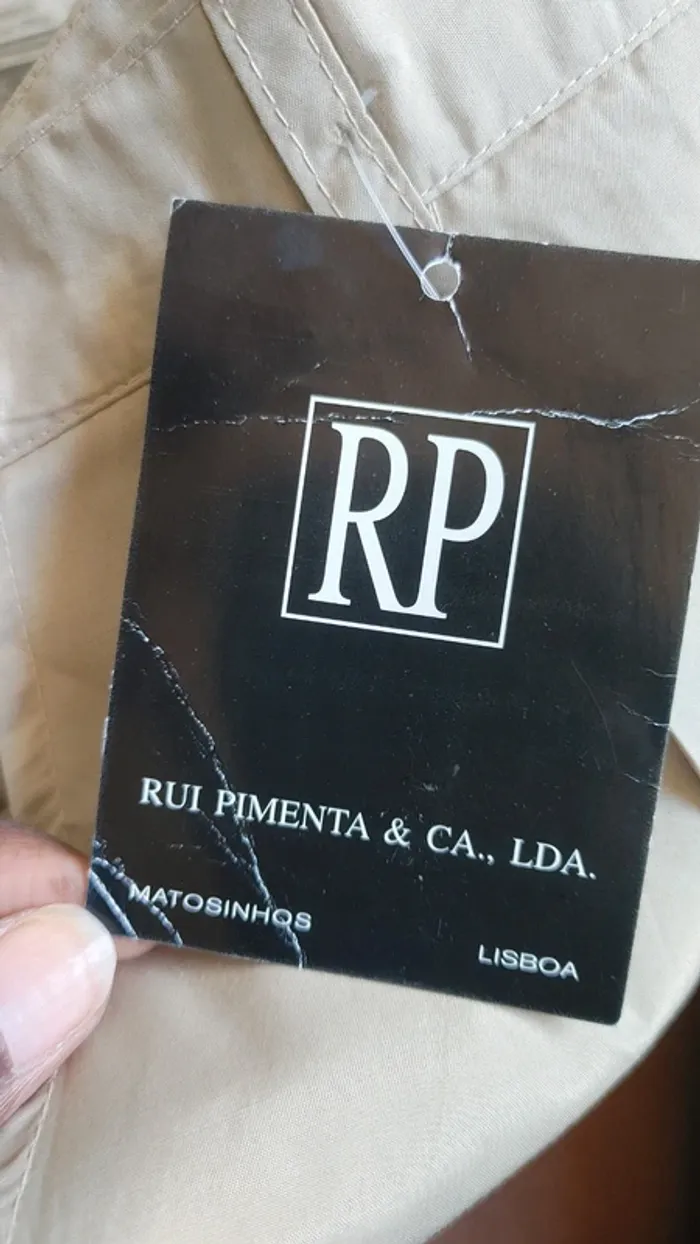 RP
RUI PIMENTA & CA., LDA.
MATOSINHOS
LISBOA